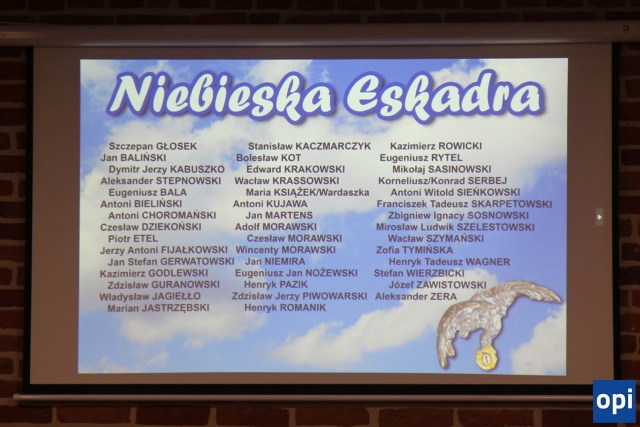 Niebieska Eskadra
Szczepan GŁOSEK
Jan BALIŃSKI
Dymitr Jerzy KABUSZKO
Aleksander STEPNOWSKI
Eugeniusz BALA
Antoni BIELIŃSKI
Antoni CHOROMAŃSKI
Czesław DZIEKOŃSKI
Piotr ETEL
Jerzy Antoni FIJAŁKOWSKI
Jan Stefan GERWATOWSKI
Kazimierz GODLEWSKI
Zdzisław GURANOWSKI
Władysław JAGIEŁŁO
Marian JASTRZĘBSKI
Stanisław KACZMARCZYK
Bolesław KOT
Edward KRAKOWSKI
Wacław KRASSOWSKI
Maria KSIĄŻEK/Wardaszka
Antoni KUJAWA
Jan MARTENS
Adolf MORAWSKI
Czesław MORAWSKI
Wincenty MORAWSKI
Jan NIEMIRA
Eugeniusz Jan NOŻEWSKI
Henryk PAZIK
Zdzisław Jerzy PIWOWARSKI
Henryk ROMANIK
Kazimierz ROWICKI
Eugeniusz RYTEL
Mikołaj SASINOWSKI
Korneliusz/Konrad SERBEJ
Antoni Witold SIEŃKOWSKI
Franciszek Tadeusz SKARPETOWSKI
Zbigniew Ignacy SOSNOWSKI
Mirosław Ludwik SZELESTOWSKI
Wacław SZYMAŃSKI
Zofia TYMIŃSKA
Henryk Tadeusz WAGNER
Stefan WIERZBICKI
Józef ZAWISTOWSKI
Aleksander ZERA
opi